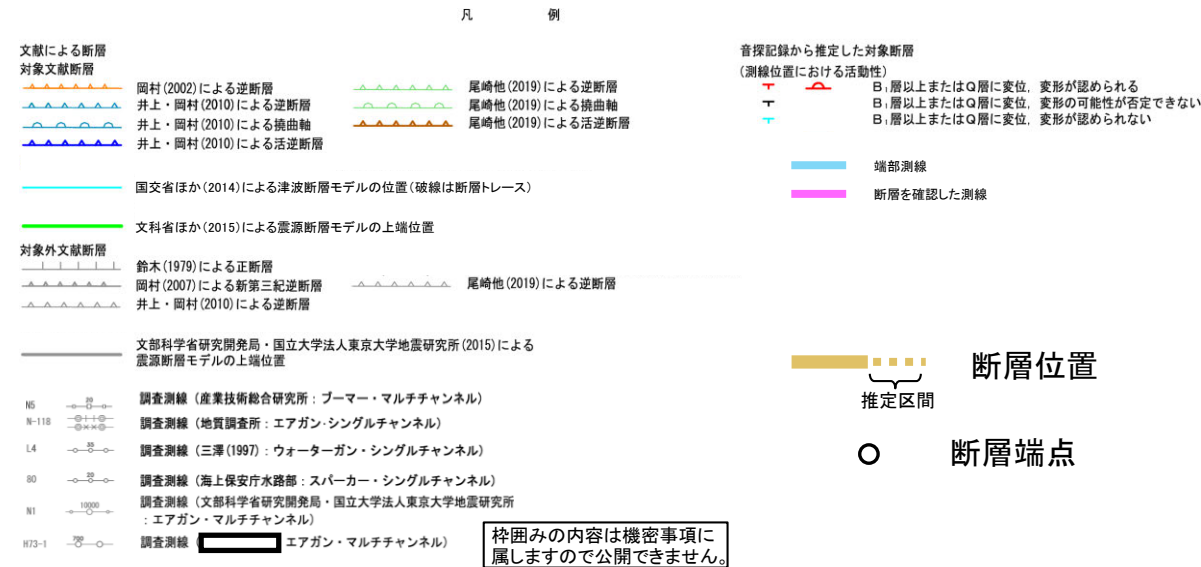 凡　　例
文献による断層
対象文献断層
岡村(2002)による逆断層
井上・岡村(2010)による逆断層
井上・岡村(2010)による撓曲軸
井上・岡村(2010)による活逆断層
尾崎他(2019)による逆断層
尾崎他(2019)による撓曲軸
尾崎他(2019)による活逆断層
国交省ほか(2014)による津波断層モデルの位置(破線は断層トレース)
文科省ほか(2015)による震源断層モデルの上端位置
対象外文献断層
鈴木(1979)による正断層
岡村(2007)による新第三紀逆断層
井上・岡村(2010)による逆断層
尾崎他(2019)による逆断層
文部科学省研究開発局・国立大学法人東京大学地震研究所(2015)による
震源断層モデルの上端位置
N5 20 調査測線（産業技術総合研究所：ブーマー・マルチチャンネル）
N-118 調査測線（地質調査所：エアガン・シングルチャンネル）
L4 35 調査測線（三澤(1997)：ウォーターガン・シングルチャンネル）
80 20 調査測線（海上保安庁水路部：スパーカー・シングルチャンネル）
N1 10000 調査測線（文部科学省研究開発局・国立大学法人東京大学地震研究所
：エアガン・マルチチャンネル）
H73-1 700 調査測線（ エアガン・マルチチャンネル）
枠囲みの内容は機密事項に
属しますので公開できません。
音探記録から推定した対象断層
(測線位置における活動性)
B₁層以上またはQ層に変位，変形が認められる
B₁層以上またはQ層に変位，変形の可能性が否定できない
B₁層以上またはQ層に変位，変形が認められない
端部測線
断層を確認した測線
断層位置
推定区間
断層端点